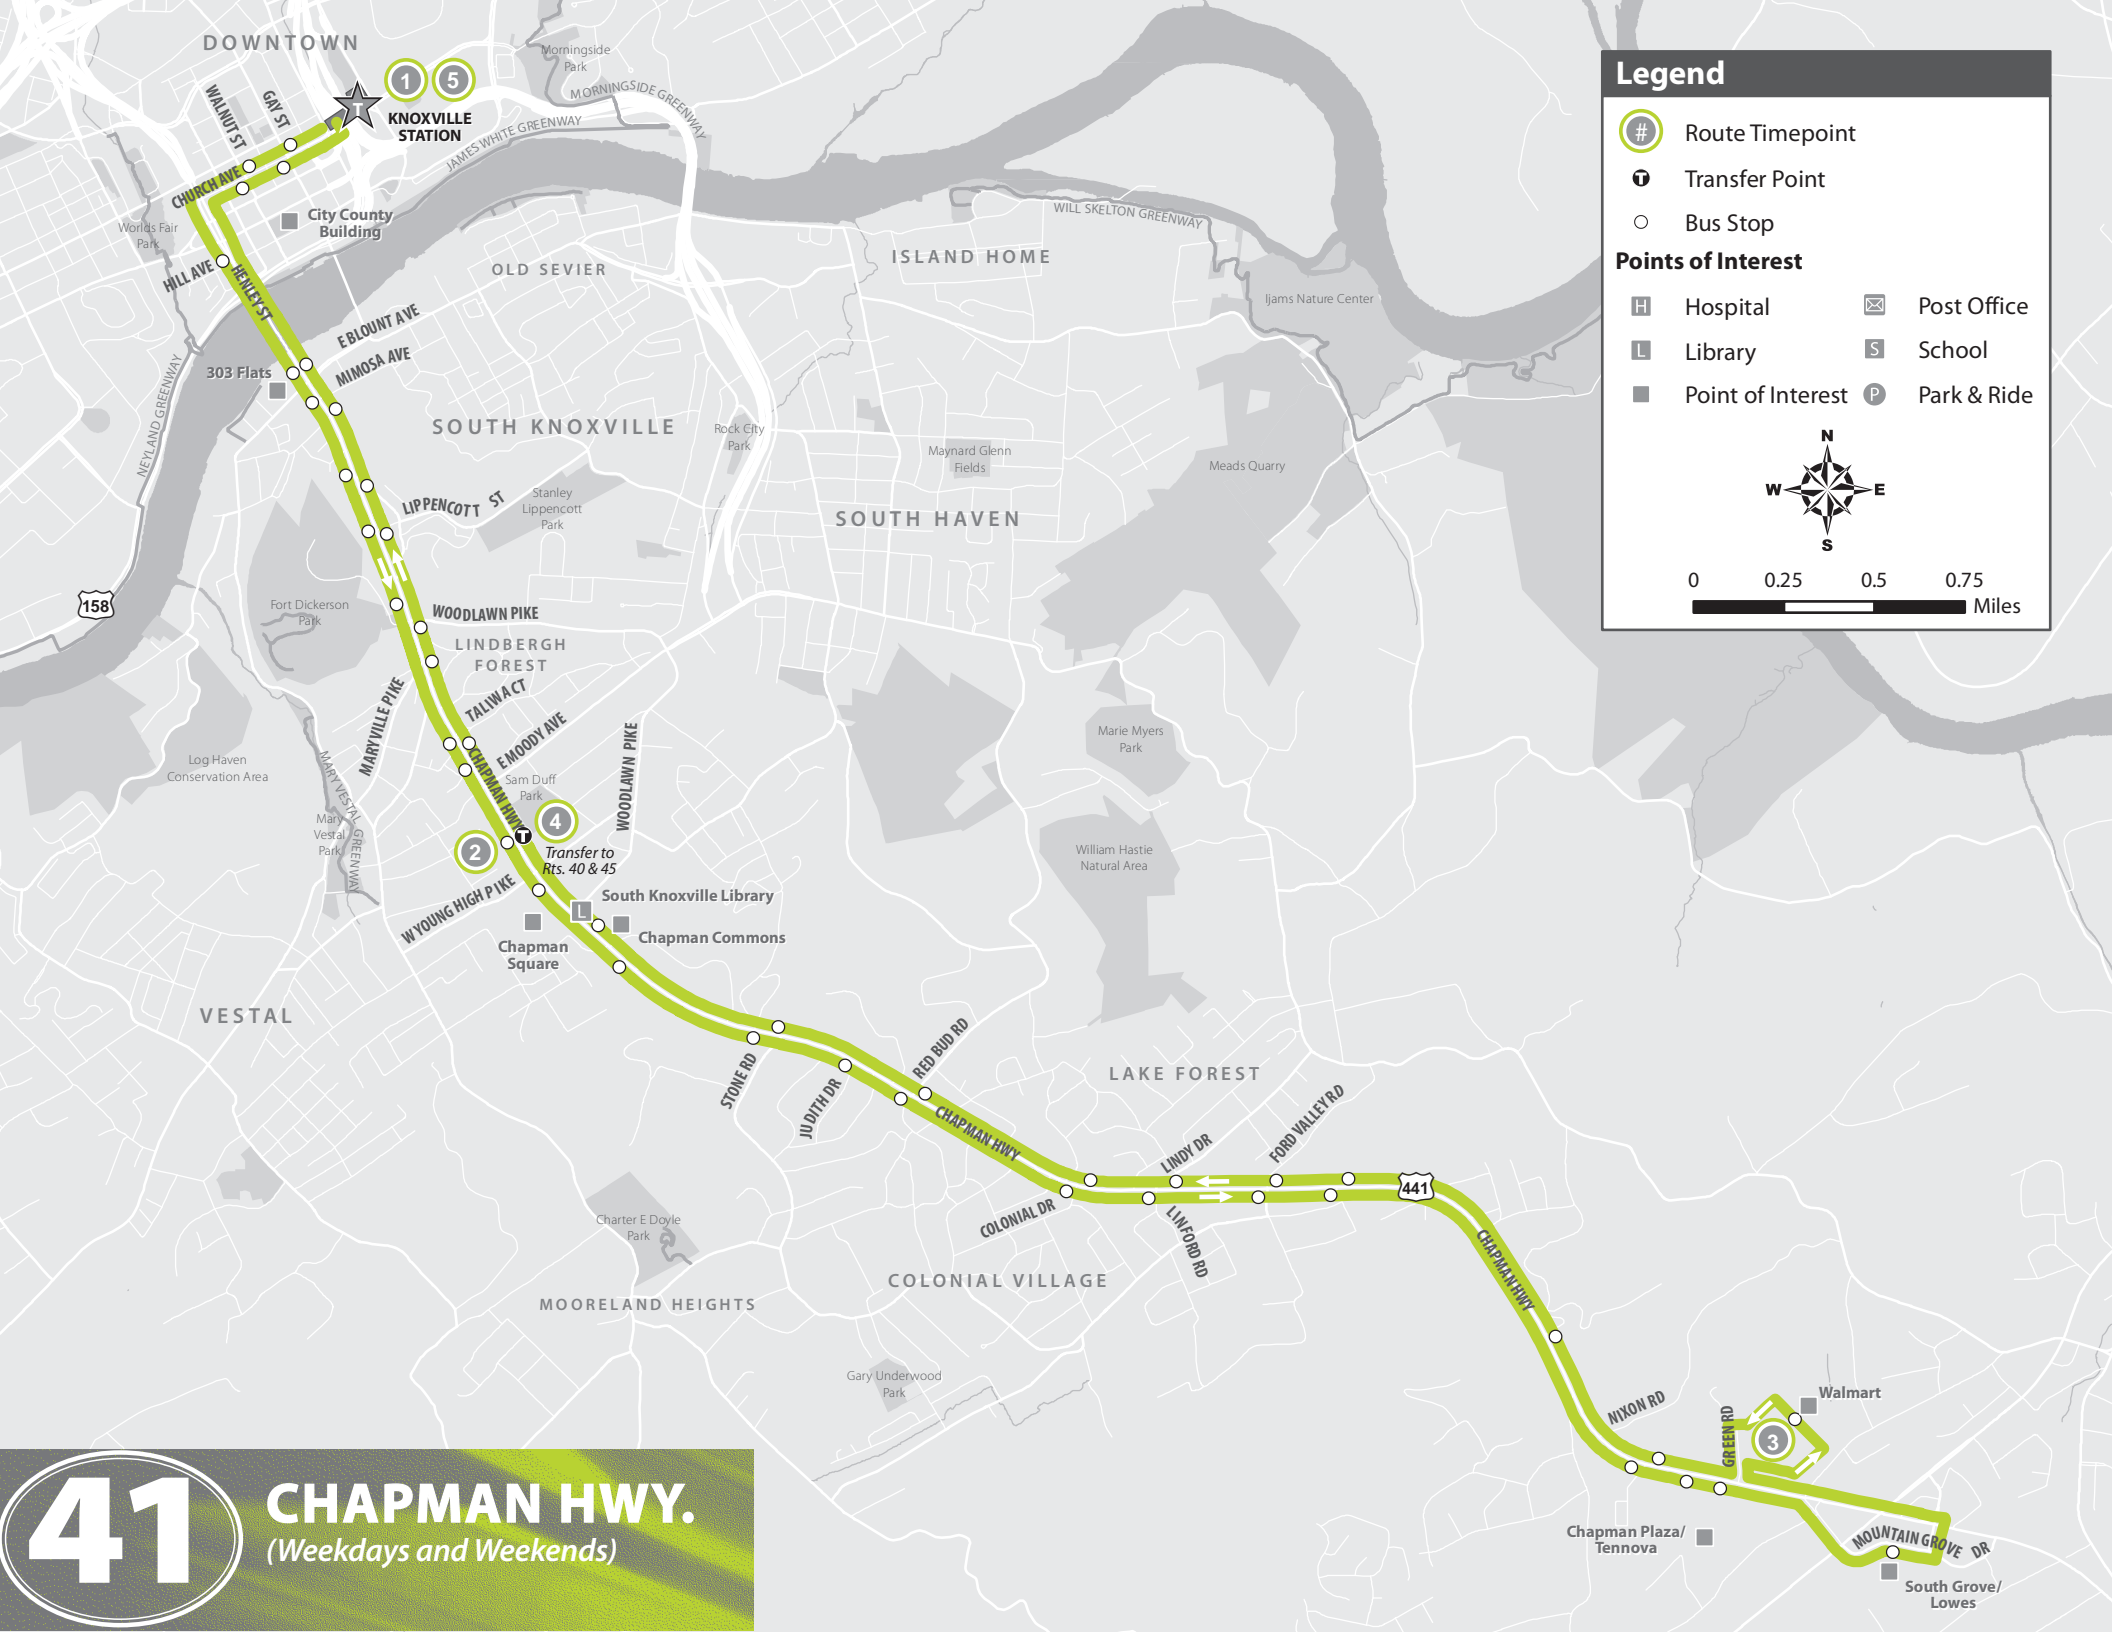 DOWNTOWN
1
5
T
KNOXVILLE
STATION
WALNUT ST
GAY ST
CHURCH AVE
City County
Building
Worlds Fair
Park
HILL AVE
HENLEY ST
Morningside
Park
MORNINGSIDE GREENWAY
JAMES WHITE GREENWAY
NEYLAND GREENWAY
OLD SEVIER
E BLOUNT AVE
MIMOSA AVE
303 Flats
SOUTH KNOXVILLE
ISLAND HOME
WILL SKELTON GREENWAY
Ijams Nature Center
Rock City
Park
Maynard Glenn
Fields
Meads Quarry
LIPPENCOTT ST
Stanley
Lippencott
Park
SOUTH HAVEN
158
Fort Dickerson
Park
WOODLAWN PIKE
LINDBERGH
FOREST
MARYVILLE PIKE
TALIWA CT
E MOODY AVE
CHAPMAN HWY
WOODLAWN PIKE
Sam Duff
Park
Log Haven
Conservation Area
MARY VESTAL GREENWAY
Mary
Vestal
Park
2
T
4
Transfer to
Rts. 40 & 45
W YOUNG HIGH PIKE
L
South Knoxville Library
Chapman
Square
Chapman Commons
Marie Myers
Park
William Hastie
Natural Area
VESTAL
STONE RD
JUDITH DR
RED BUD RD
CHAPMAN HWY
LAKE FOREST
LINDY DR
FORD VALLEY RD
COLONIAL DR
LINFORD RD
441
Charter E Doyle
Park
COLONIAL VILLAGE
MOORELAND HEIGHTS
Gary Underwood
Park
CHAPMAN HWY
NIXON RD
GREEN RD
3
Walmart
Chapman Plaza/
Tennova
MOUNTAIN GROVE DR
South Grove/
Lowes
Legend
# Route Timepoint
T Transfer Point
Bus Stop
Points of Interest
H Hospital
Post Office
L Library
S School
Point of Interest
P Park & Ride
N
W E
S
0 0.25 0.5 0.75
Miles
41
CHAPMAN HWY.
(Weekdays and Weekends)